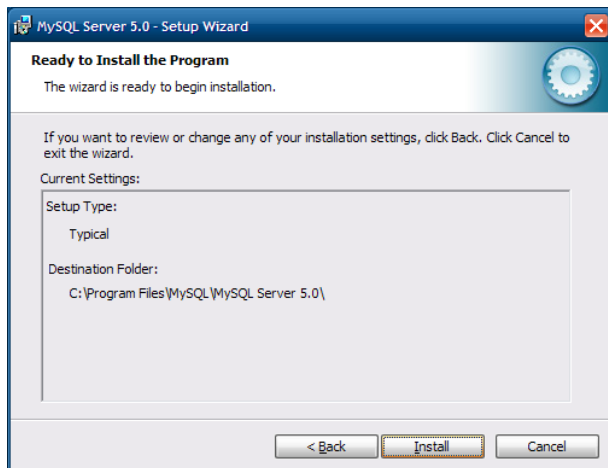 MySQL Server 5.0 - Setup Wizard
Ready to Install the Program
The wizard is ready to begin installation.
If you want to review or change any of your installation settings, click Back. Click Cancel to
exit the wizard.
Current Settings:
Setup Type:
Typical
Destination Folder:
C:\Program Files\MySQL\MySQL Server 5.0\
< Back
Install
Cancel